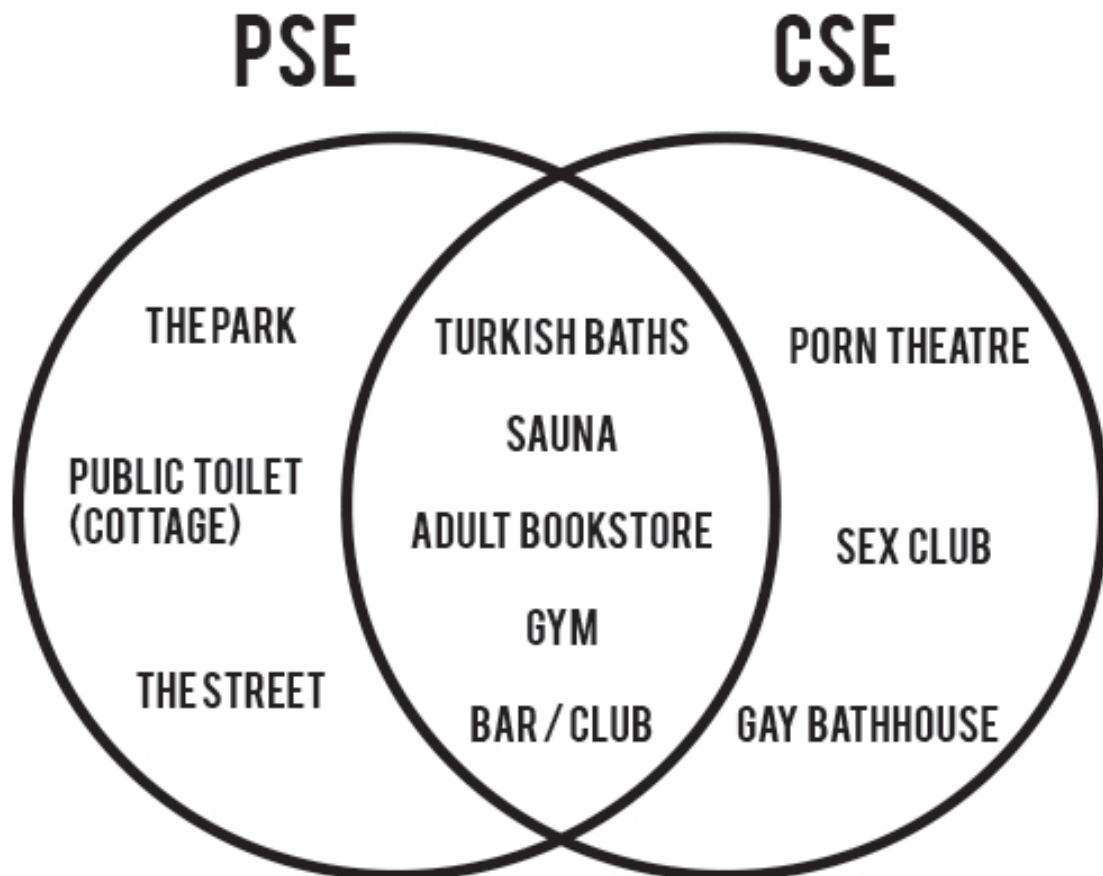 PSE
CSE
THE PARK
PUBLIC TOILET
(COTTAGE)
THE STREET
TURKISH BATHS
SAUNA
ADULT BOOKSTORE
GYM
BAR / CLUB
PORN THEATRE
SEX CLUB
GAY BATHHOUSE